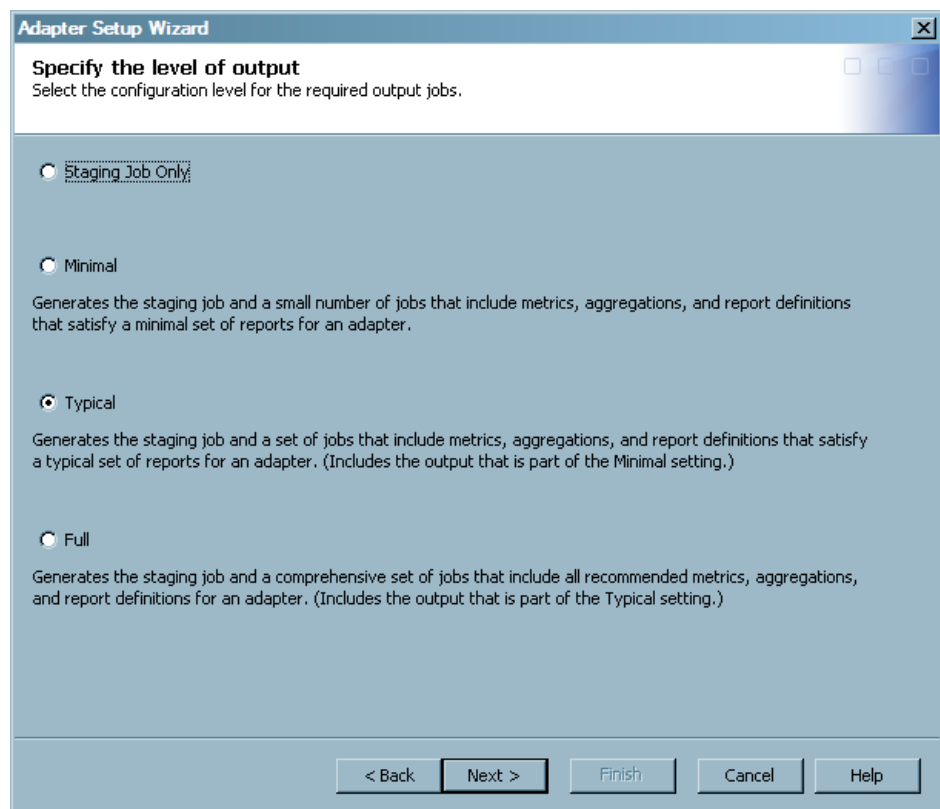 Adapter Setup Wizard
Specify the level of output
Select the configuration level for the required output jobs.
Staging Job Only
Minimal
Generates the staging job and a small number of jobs that include metrics, aggregations, and report definitions
that satisfy a minimal set of reports for an adapter.
Typical
Generates the staging job and a set of jobs that include metrics, aggregations, and report definitions that satisfy
a typical set of reports for an adapter. (Includes the output that is part of the Minimal setting.)
Full
Generates the staging job and a comprehensive set of jobs that include all recommended metrics, aggregations,
and report definitions for an adapter. (Includes the output that is part of the Typical setting.)
< Back Next > Finish Cancel Help